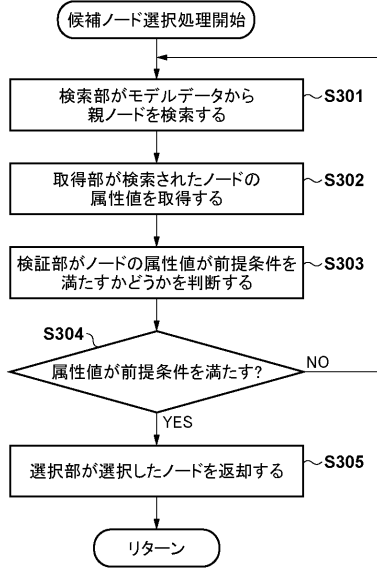 候補ノード選択処理開始
検索部がモデルデータから
親ノードを検索する
S301
取得部が検索されたノードの
属性値を取得する
S302
検証部がノードの属性値が前提条件を
満たすかどうかを判断する
S303
S304
属性値が前提条件を満たす?
NO
YES
選択部が選択したノードを返却する
S305
リターン